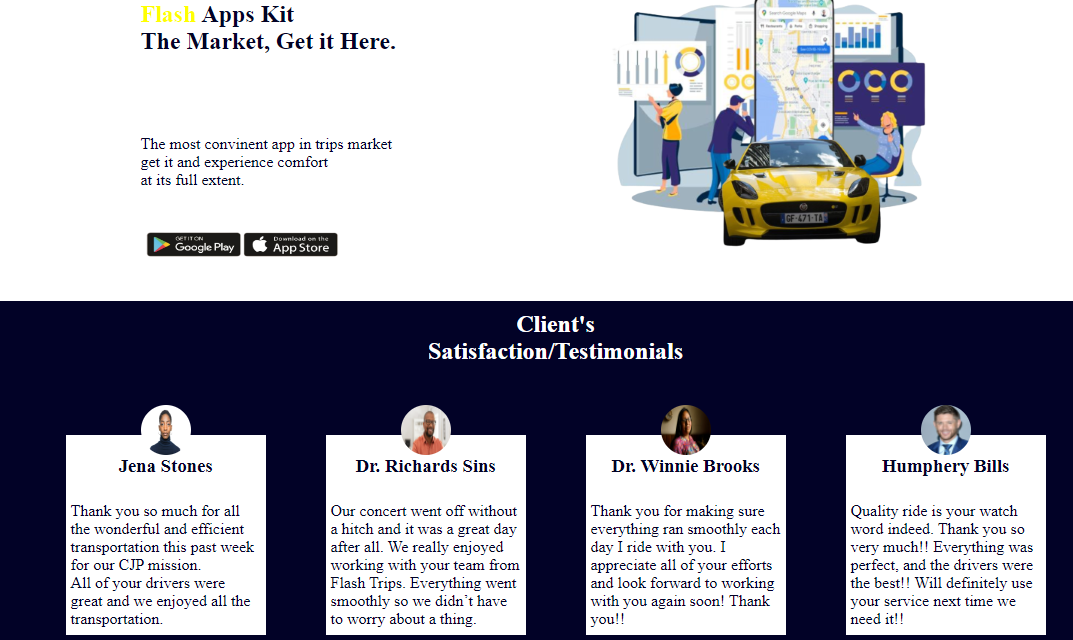 Flash Apps Kit
The Market, Get it Here.
The most convinent app in trips market
get it and experience comfort
at its full extent.
GET IT ON
Google Play
Download on the
App Store
Search Google Maps
Restaurants
Shopping
Seattle
GF-471-TA
Client's
Satisfaction/Testimonials
Jena Stones
Thank you so much for all
the wonderful and efficient
transportation this past week
for our CJP mission.
All of your drivers were
great and we enjoyed all the
transportation.
Dr. Richards Sins
Our concert went off without
a hitch and it was a great day
after all. We really enjoyed
working with your team from
Flash Trips. Everything went
smoothly so we didn’t have
to worry about a thing.
Dr. Winnie Brooks
Thank you for making sure
everything ran smoothly each
day I ride with you. I
appreciate all of your efforts
and look forward to working
with you again soon! Thank
you!!
Humphery Bills
Quality ride is your watch
word indeed. Thank you so
very much!! Everything was
perfect, and the drivers were
the best!! Will definitely use
your service next time we
need it!!